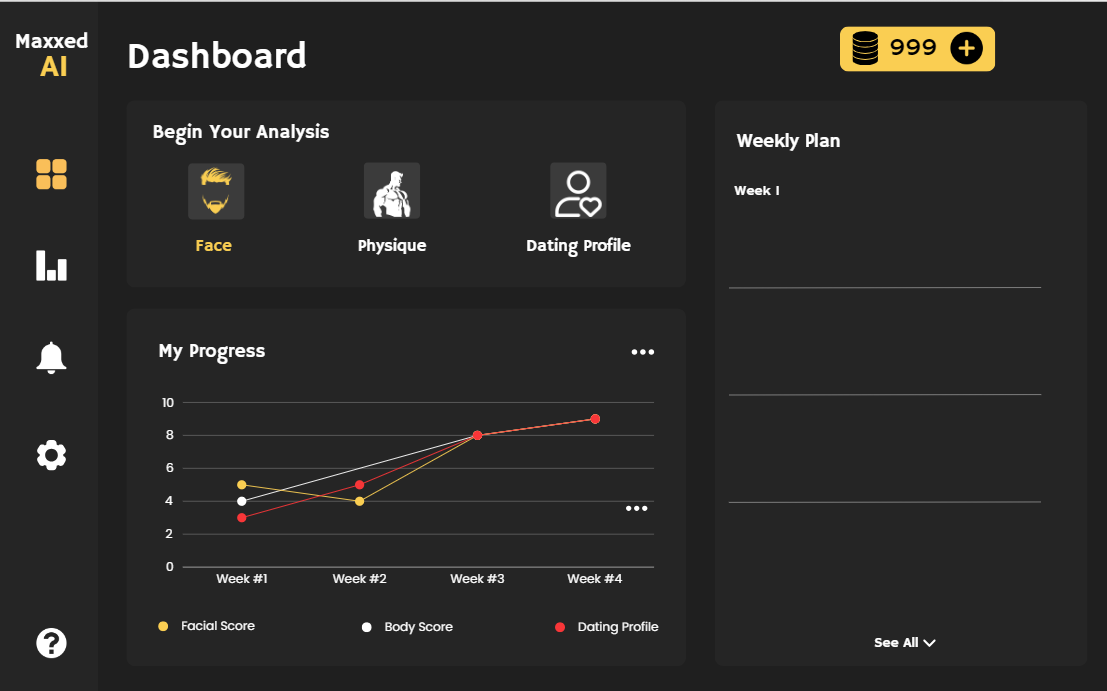 Maxxed
AI
Dashboard
999
Begin Your Analysis
Face
Physique
Dating Profile
My Progress
10
8
6
4
2
0
Week #1
Week #2
Week #3
Week #4
Facial Score
Body Score
Dating Profile
Weekly Plan
Week 1
See All